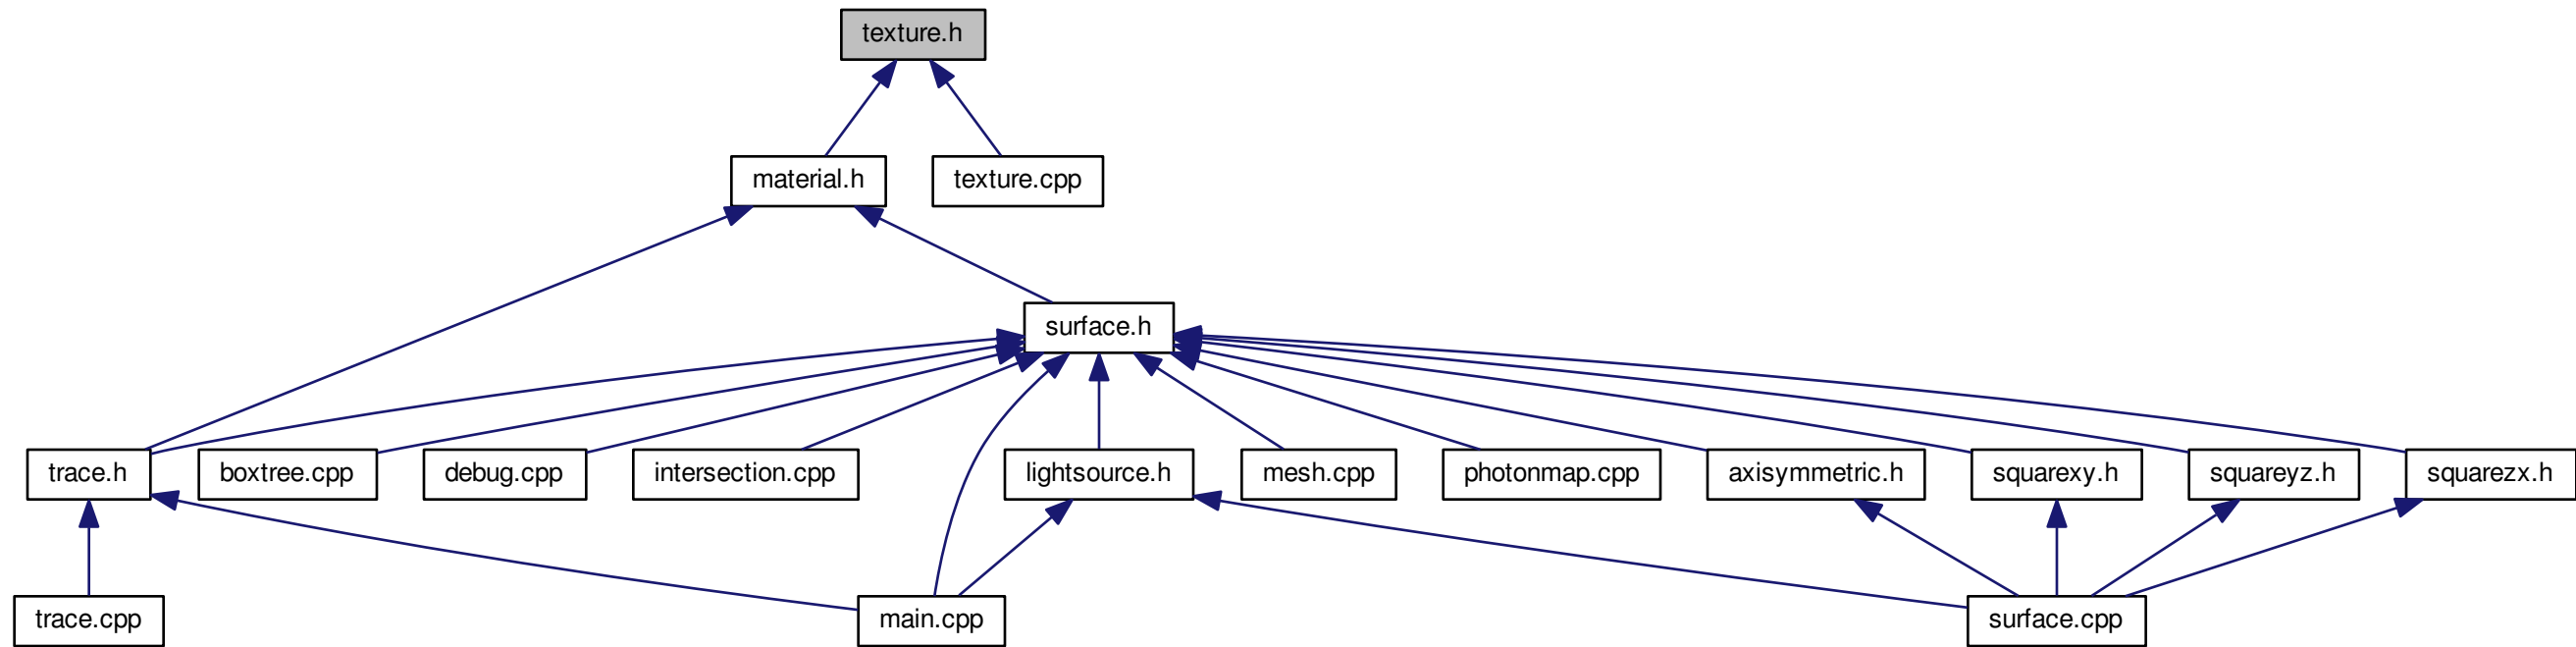 texture.h
material.h
texture.cpp
surface.h
trace.h
boxtree.cpp
debug.cpp
intersection.cpp
lightsource.h
mesh.cpp
photonmap.cpp
axisymmetric.h
squarexy.h
squareyz.h
squarezx.h
trace.cpp
main.cpp
surface.cpp